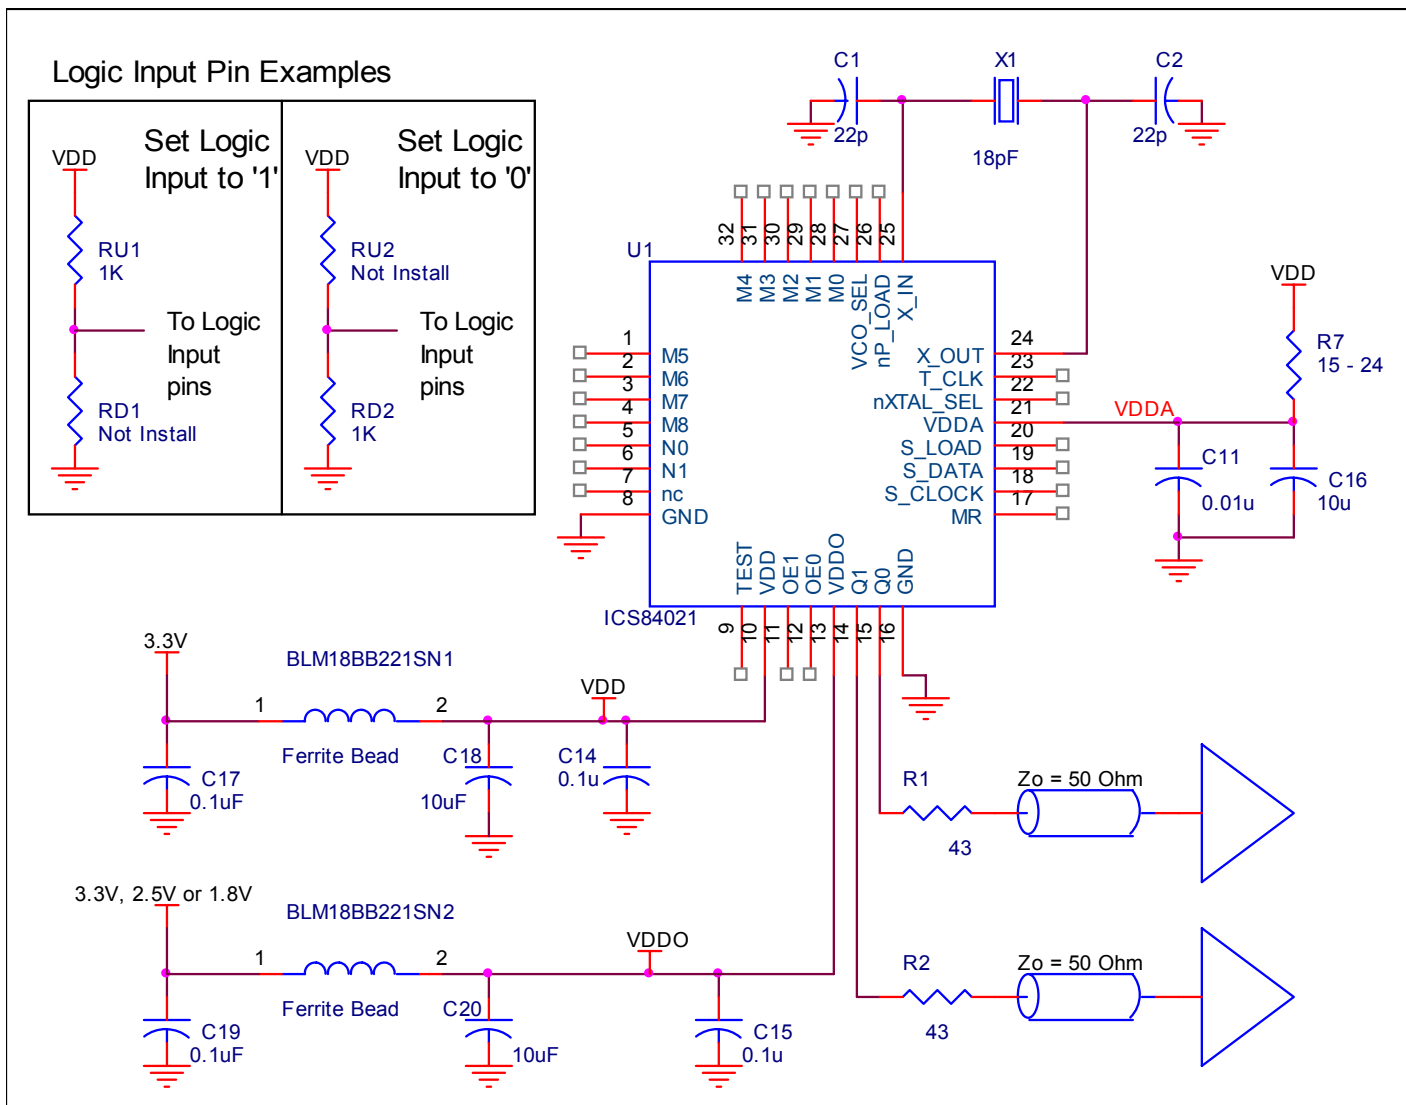 Logic Input Pin Examples
Set Logic
Input to '1'
VDD
RU1
1K
To Logic
Input
pins
RD1
Not Install
Set Logic
Input to '0'
VDD
RU2
Not Install
To Logic
Input
pins
RD2
1K
C1
22p
X1
18pF
C2
22p
U1
32
31
30
29
28
27
26
25
M4
M3
M2
M1
M0
VCO_SEL
nP_LOAD
X_IN
1
2
3
4
5
6
7
8
M5
M6
M7
M8
N0
N1
nc
GND
24
23
22
21
20
19
18
17
X_OUT
T_CLK
nXTAL_SEL
VDDA
S_LOAD
S_DATA
S_CLOCK
MR
TEST
VDD
OE1
OE0
VDDO
Q1
Q0
GND
9
10
11
12
13
14
15
16
ICS84021
VDD
R7
15 - 24
VDDA
C11
0.01u
C16
10u
3.3V
BLM18BB221SN1
1
2
Ferrite Bead
VDD
C17
0.1uF
C18
10uF
C14
0.1u
3.3V, 2.5V or 1.8V
BLM18BB221SN2
1
2
Ferrite Bead
VDDO
C19
0.1uF
C20
10uF
C15
0.1u
R1
43
Zo = 50 Ohm
R2
43
Zo = 50 Ohm